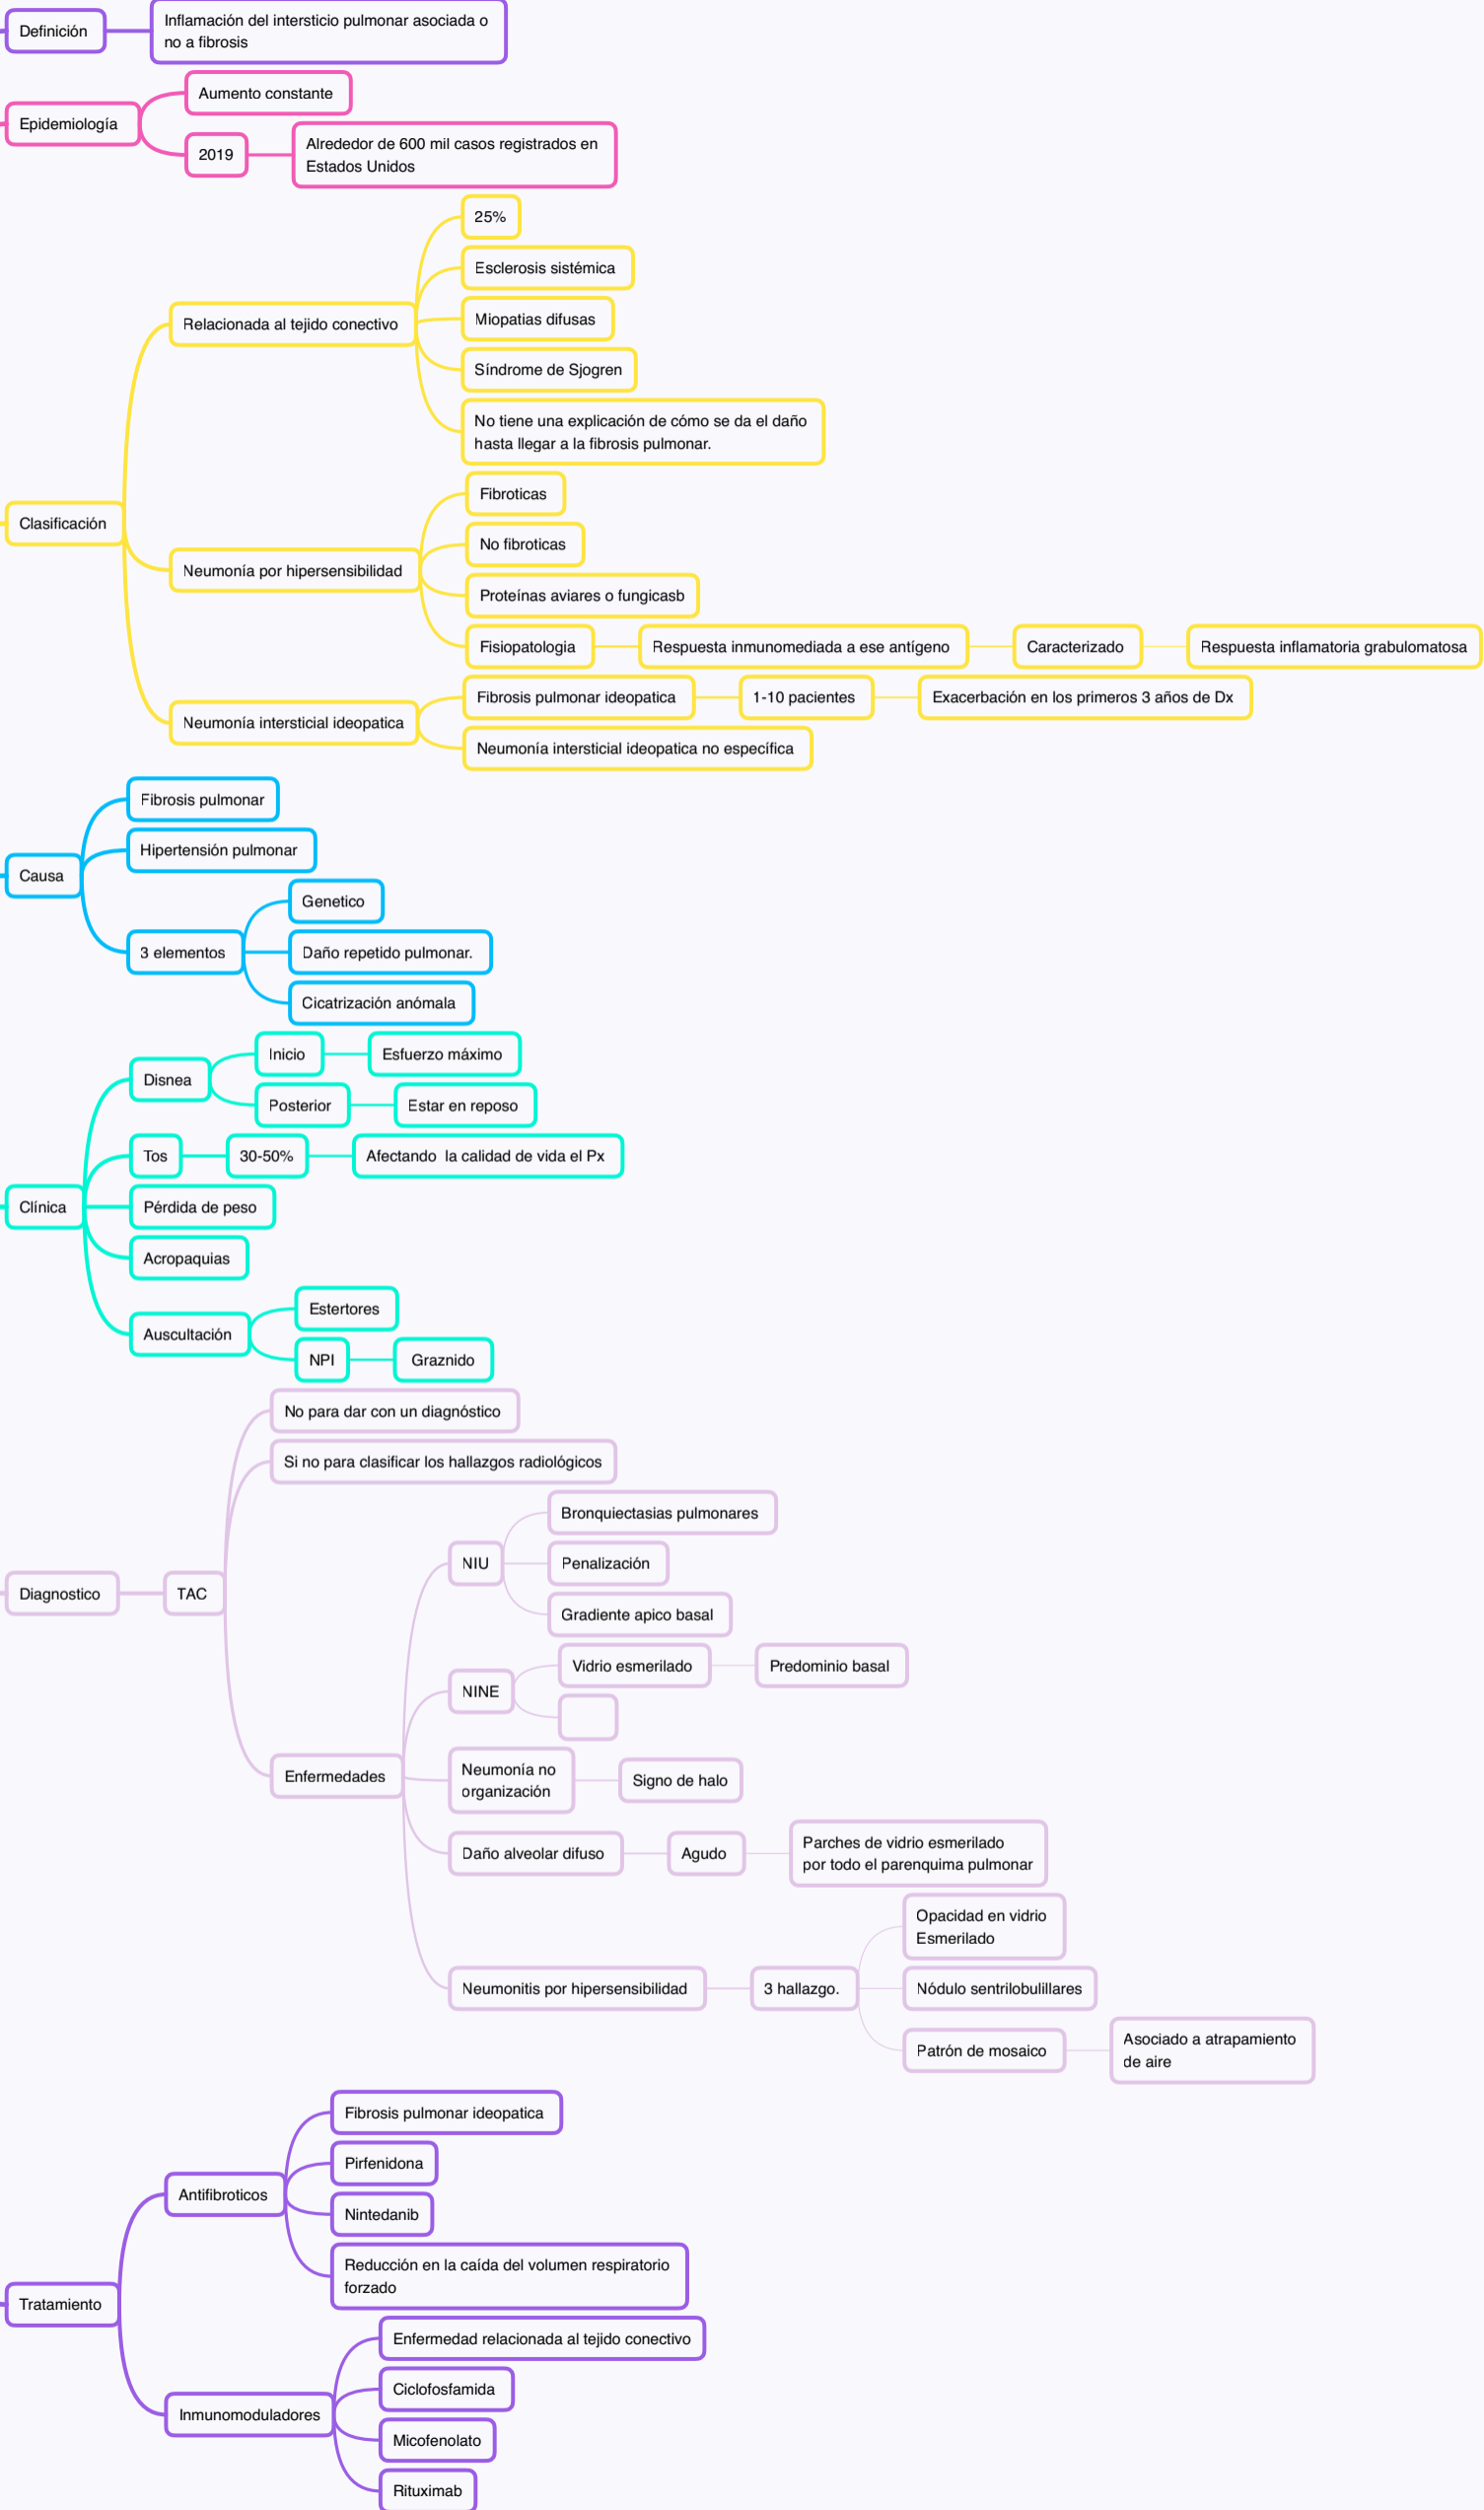 Definición
Inflamación del intersticio pulmonar asociada o
no a fibrosis
Epidemiología
Aumento constante
2019
Alrededor de 600 mil casos registrados en
Estados Unidos
Clasificación
Relacionada al tejido conectivo
25%
Esclerosis sistémica
Miopatias difusas
Síndrome de Sjogren
No tiene una explicación de cómo se da el daño
hasta llegar a la fibrosis pulmonar.
Neumonía por hipersensibilidad
Fibroticas
No fibroticas
Proteínas aviares o fungicasb
Fisiopatologia
Respuesta inmunomediada a ese antígeno
Caracterizado
Respuesta inflamatoria grabulomatosa
Neumonía intersticial ideopatica
Fibrosis pulmonar ideopatica
1-10 pacientes
Exacerbación en los primeros 3 años de Dx
Neumonía intersticial ideopatica no específica
Causa
Fibrosis pulmonar
Hipertensión pulmonar
3 elementos
Genetico
Daño repetido pulmonar.
Cicatrización anómala
Clínica
Disnea
Inicio
Esfuerzo máximo
Posterior
Estar en reposo
Tos
30-50%
Afectando  la calidad de vida el Px
Pérdida de peso
Acropaquias
Auscultación
Estertores
NPI
Graznido
Diagnostico
TAC
No para dar con un diagnóstico
Si no para clasificar los hallazgos radiológicos
Enfermedades
NIU
Bronquiectasias pulmonares
Penalización
Gradiente apico basal
NINE
Vidrio esmerilado
Predominio basal
Neumonía no
organización
Signo de halo
Daño alveolar difuso
Agudo
Parches de vidrio esmerilado
por todo el parenquima pulmonar
Neumonitis por hipersensibilidad
3 hallazgo.
Opacidad en vidrio
Esmerilado
Nódulo sentrilobulillares
Patrón de mosaico
Asociado a atrapamiento
de aire
Tratamiento
Antifibroticos
Fibrosis pulmonar ideopatica
Pirfenidona
Nintedanib
Reducción en la caída del volumen respiratorio
forzado
Inmunomoduladores
Enfermedad relacionada al tejido conectivo
Ciclofosfamida
Micofenolato
Rituximab